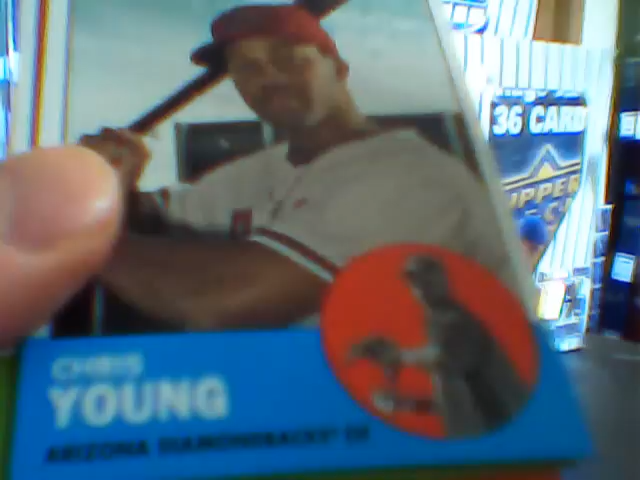 36 CARD
UPPER
CHRIS
YOUNG
ARIZONA DIAMONDBACKS